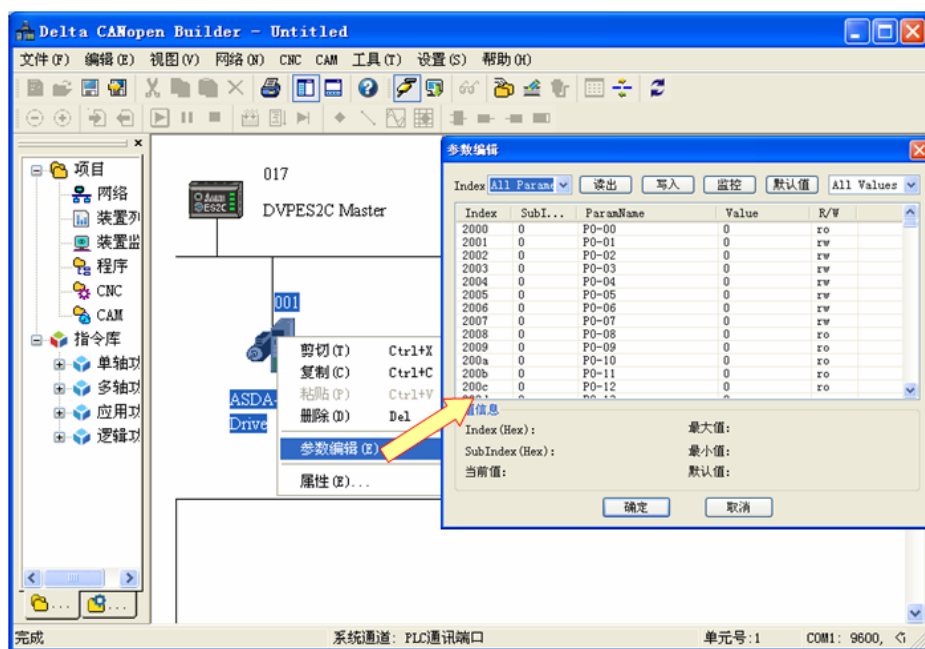 Delta CANopen Builder - Untitled
文件(F) 编辑(E) 视图(V) 网络(N) CNC CAM 工具(T) 设置(S) 帮助(H)
项目
网络
装置列
装置监
程序
CNC
CAM
指令库
单轴功
多轴功
应用功
逻辑功
017
DVPES2C Master
001
ASDA-
Drive
剪切(T) Ctrl+X
复制(C) Ctrl+C
粘贴(P) Ctrl+V
删除(D) Del
参数编辑(E)
属性(E)...
参数编辑
Index All Parame 读出 写入 监控 默认值 All Values
Index SubI... ParamName Value R/W
2000 0 P0-00 0 ro
2001 0 P0-01 0 rw
2002 0 P0-02 0 rw
2003 0 P0-03 0 rw
2004 0 P0-04 0 rw
2005 0 P0-05 0 rw
2006 0 P0-06 0 rw
2007 0 P0-07 0 rw
2008 0 P0-08 0 ro
2009 0 P0-09 0 ro
200a 0 P0-10 0 ro
200b 0 P0-11 0 ro
200c 0 P0-12 0 ro
值信息
Index(Hex): 最大值:
SubIndex(Hex): 最小值:
当前值: 默认值:
确定 取消
完成 系统通道: PLC通讯端口 单元号:1 COM1: 9600,